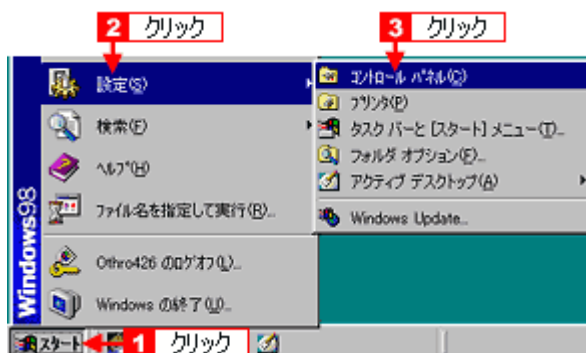 2 クリック
3 クリック
設定(S)
検索(F)
ヘルプ(H)
ファイル名を指定して実行(R)...
Othro426 のログオフ(L)...
Windows の終了(U)...
Windows98
コントロール パネル(C)
プリンタ(P)
タスク バーと [スタート] メニュー(T)...
フォルダ オプション(F)...
アクティブ デスクトップ(A)
Windows Update...
スタート
1 クリック